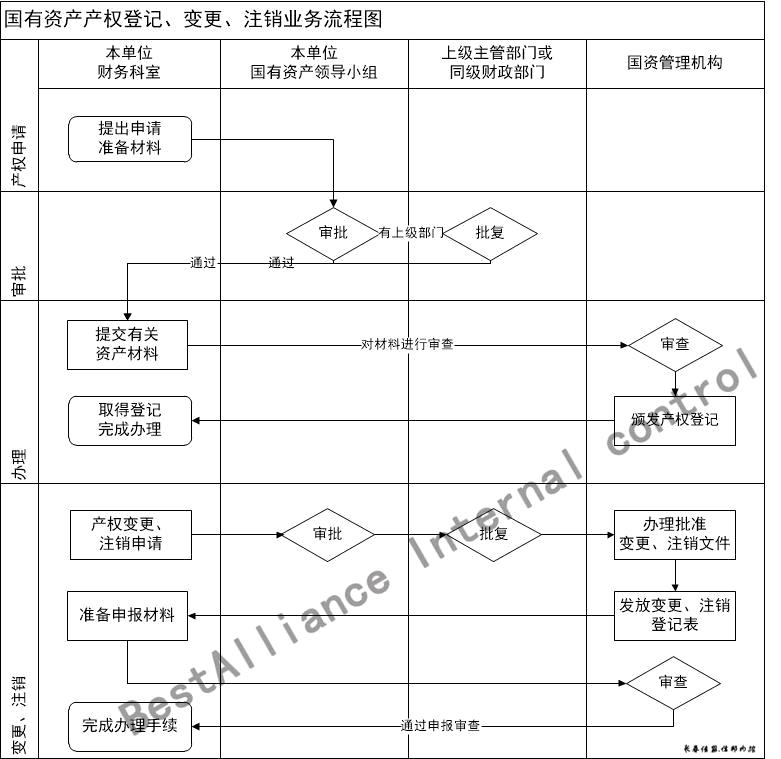 国有资产产权登记、变更、注销业务流程图
本单位
财务科室
本单位
国有资产领导小组
上级主管部门或
同级财政部门
国资管理机构
产权申请
提出申请
准备材料
审批
审批
有上级部门
批复
通过
通过
办理
提交有关
资产材料
对材料进行审查
审查
取得登记
完成办理
颁发产权登记
变更、注销
产权变更、
注销申请
审批
批复
办理批准
变更、注销文件
准备申报材料
发放变更、注销
登记表
审查
完成办理手续
通过申报审查
BestAlliance Internal control